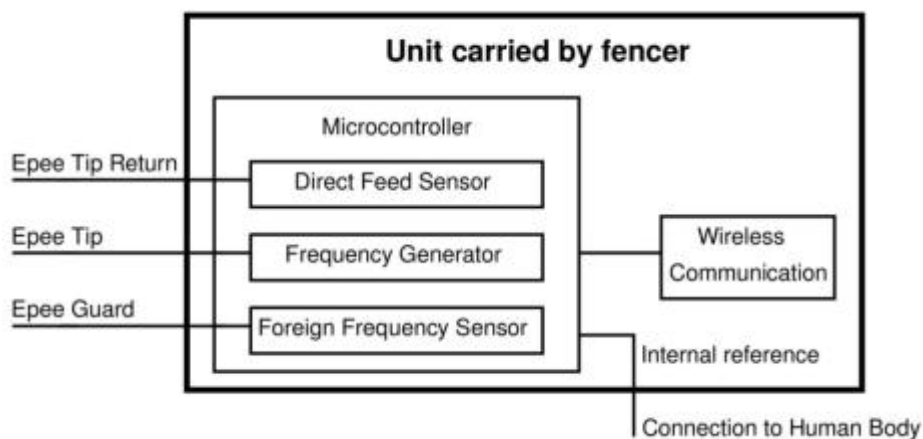 Unit carried by fencer
Microcontroller
Epee Tip Return
Direct Feed Sensor
Epee Tip
Frequency Generator
Wireless
Communication
Epee Guard
Foreign Frequency Sensor
Internal reference
Connection to Human Body